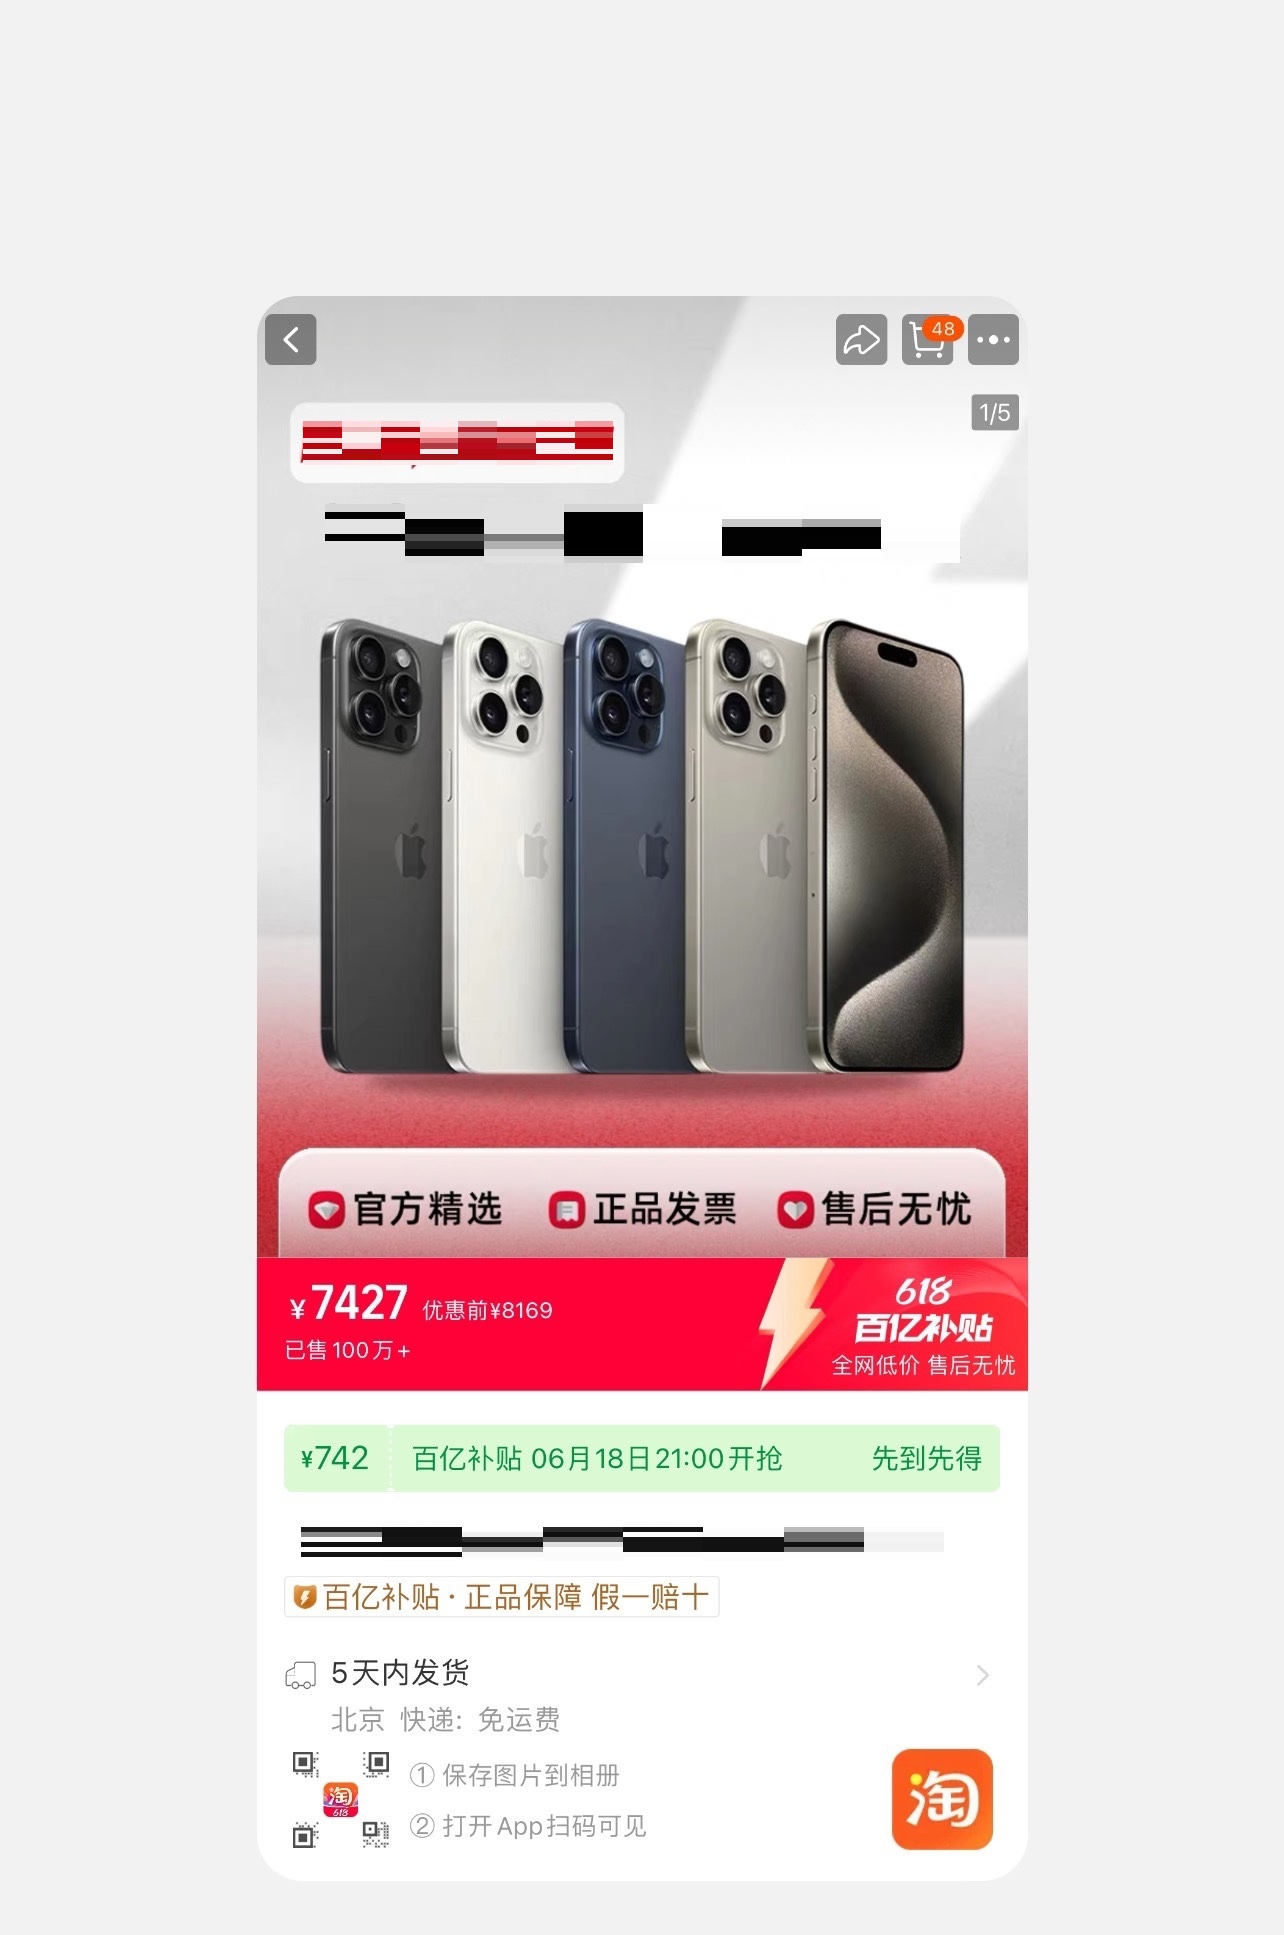 48
1/5
官方精选 正品发票 售后无忧
¥7427 优惠前¥8169
已售100万+
618
百亿补贴
全网低价 售后无忧
¥742 百亿补贴 06月18日21:00开抢 先到先得
百亿补贴·正品保障 假一赔十
5天内发货
北京 快递: 免运费
淘
618
① 保存图片到相册
② 打开App扫码可见
淘